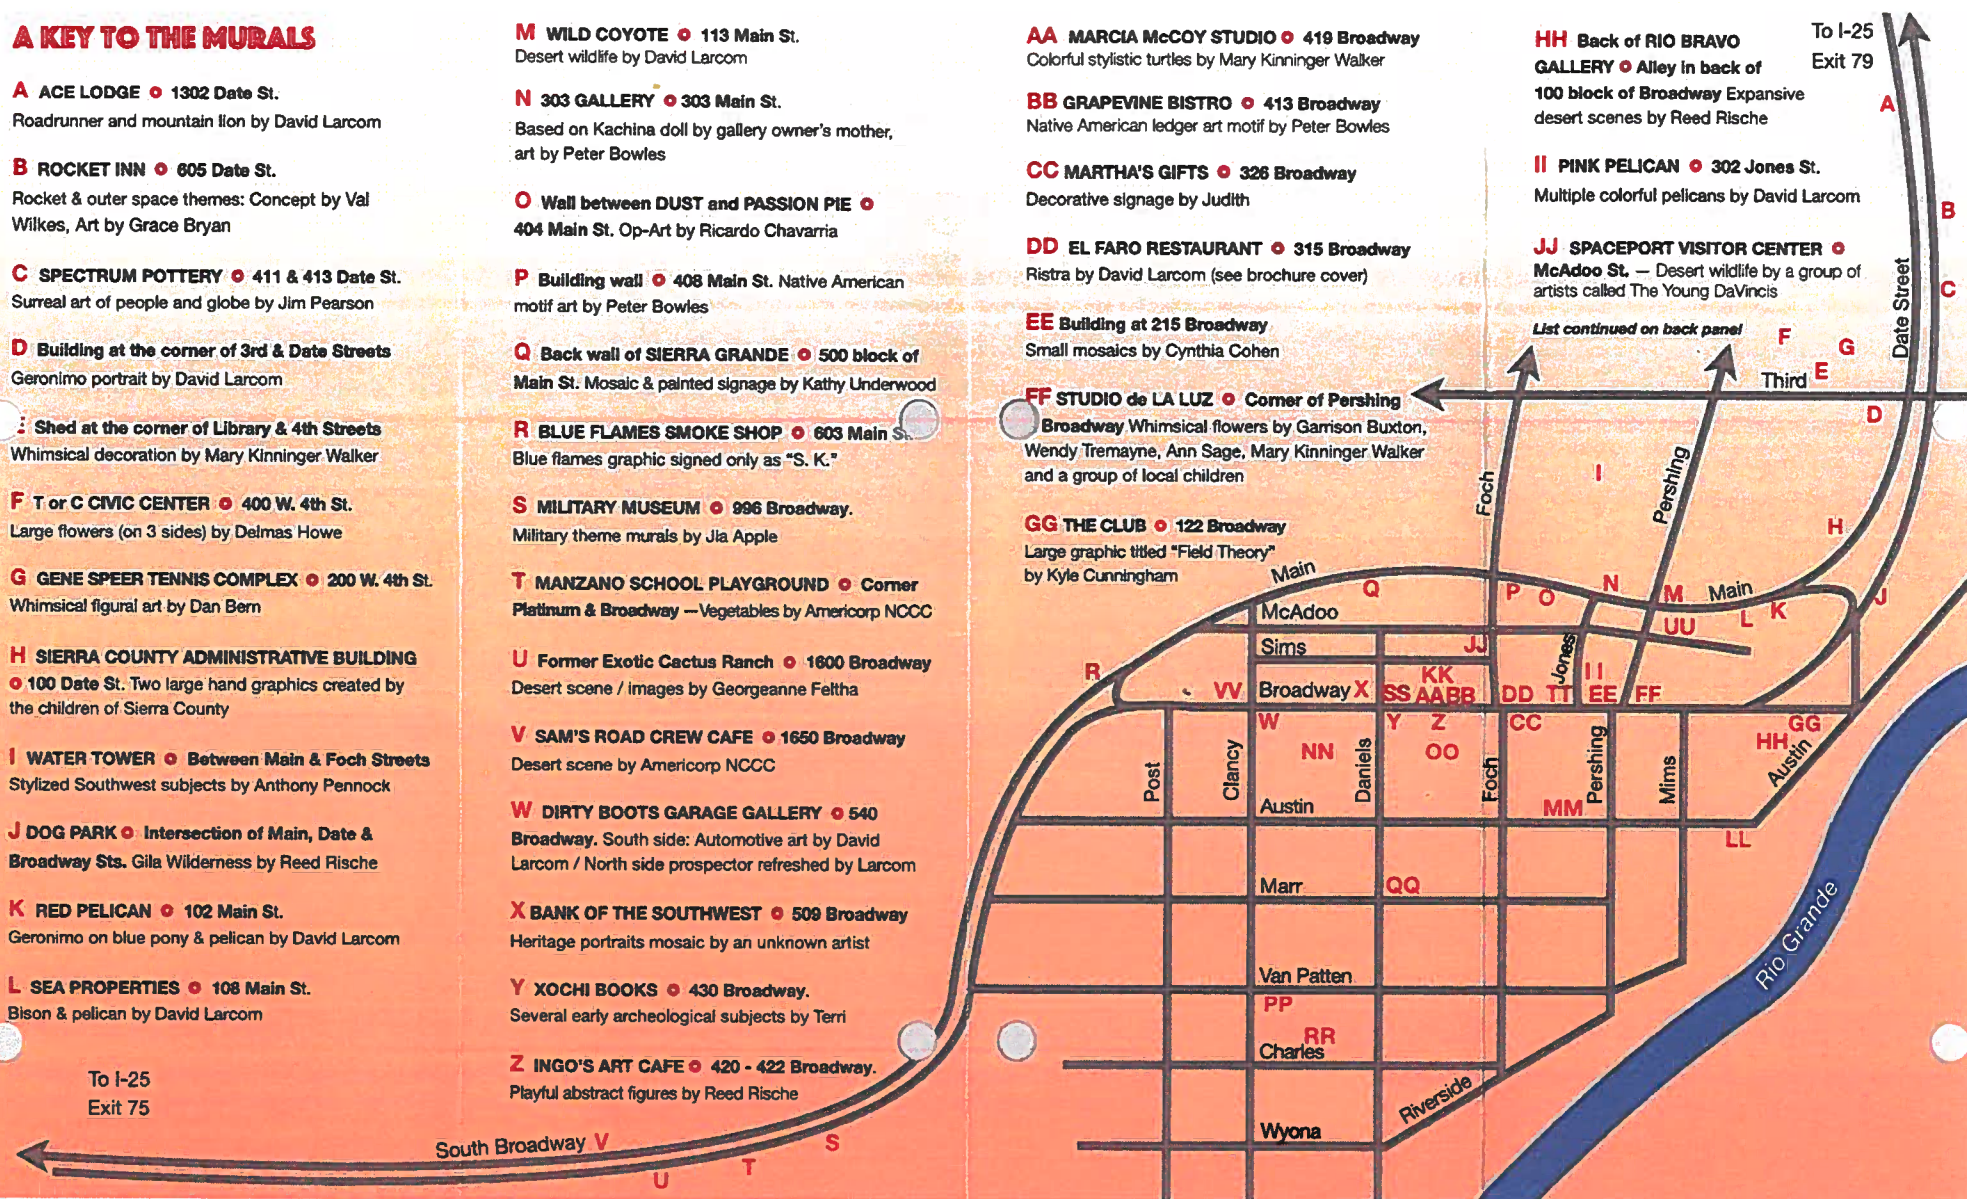 A KEY TO THE MURALS
A ACE LODGE 1302 Date St.
Roadrunner and mountain lion by David Larcom
B ROCKET INN 605 Date St.
Rocket & outer space themes: Concept by Val
Wilkes, Art by Grace Bryan
C SPECTRUM POTTERY 411 & 413 Date St.
Surreal art of people and globe by Jim Pearson
D Building at the corner of 3rd & Date Streets
Geronimo portrait by David Larcom
Shed at the corner of Library & 4th Streets
Whimsical decoration by Mary Kinninger Walker
F T or C CIVIC CENTER 400 W. 4th St.
Large flowers (on 3 sides) by Delmas Howe
G GENE SPEER TENNIS COMPLEX 200 W. 4th St.
Whimsical figural art by Dan Bern
H SIERRA COUNTY ADMINISTRATIVE BUILDING
100 Date St. Two large hand graphics created by
the children of Sierra County
I WATER TOWER Between Main & Foch Streets
Stylized Southwest subjects by Anthony Pennock
J DOG PARK Intersection of Main, Date &
Broadway Sts. Gila Wilderness by Reed Rische
K RED PELICAN 102 Main St.
Geronimo on blue pony & pelican by David Larcom
L SEA PROPERTIES 108 Main St.
Bison & pelican by David Larcom
To I-25
Exit 75
M WILD COYOTE 113 Main St.
Desert wildlife by David Larcom
N 303 GALLERY 303 Main St.
Based on Kachina doll by gallery owner's mother,
art by Peter Bowles
O Wall between DUST and PASSION PIE
404 Main St. Op-Art by Ricardo Chavarria
P Building wall 408 Main St. Native American
motif art by Peter Bowles
Q Back wall of SIERRA GRANDE 500 block of
Main St. Mosaic & painted signage by Kathy Underwood
R BLUE FLAMES SMOKE SHOP 603 Main
Blue flames graphic signed only as "S. K."
S MILITARY MUSEUM 996 Broadway.
Military theme murals by Jia Apple
T MANZANO SCHOOL PLAYGROUND Corner
Platinum & Broadway — Vegetables by Americorp NCCC
U Former Exotic Cactus Ranch 1600 Broadway
Desert scene / images by Georgeanne Feltha
V SAM'S ROAD CREW CAFE 1650 Broadway
Desert scene by Americorp NCCC
W DIRTY BOOTS GARAGE GALLERY 540
Broadway. South side: Automotive art by David
Larcom / North side prospector refreshed by Larcom
X BANK OF THE SOUTHWEST 509 Broadway
Heritage portraits mosaic by an unknown artist
Y XOCHI BOOKS 430 Broadway.
Several early archeological subjects by Terri
Z INGO'S ART CAFE 420 - 422 Broadway.
Playful abstract figures by Reed Rische
AA MARCIA McCOY STUDIO 419 Broadway
Colorful stylistic turtles by Mary Kinninger Walker
BB GRAPEVINE BISTRO 413 Broadway
Native American ledger art motif by Peter Bowles
CC MARTHA'S GIFTS 326 Broadway
Decorative signage by Judith
DD EL FARO RESTAURANT 315 Broadway
Ristra by David Larcom (see brochure cover)
EE Building at 215 Broadway
Small mosaics by Cynthia Cohen
FF STUDIO de LA LUZ Corner of Pershing
Broadway Whimsical flowers by Garrison Buxton,
Wendy Tremayne, Ann Sage, Mary Kinninger Walker
and a group of local children
GG THE CLUB 122 Broadway
Large graphic titled "Field Theory"
by Kyle Cunningham
HH Back of RIO BRAVO
GALLERY Alley in back of
100 block of Broadway Expansive
desert scenes by Reed Rische
II PINK PELICAN 302 Jones St.
Multiple colorful pelicans by David Larcom
JJ SPACEPORT VISITOR CENTER
McAdoo St. — Desert wildlife by a group of
artists called The Young DaVincis
List continued on back panel
To I-25
Exit 79
A
B
C
Date Street
F
G
E
Third
D
Foch
I
Pershing
H
Main
Q
P
O
N
M
Main
L
K
J
UU
McAdoo
Sims
JJ
Jones
R
KK
II
VV
Broadway
X
SS
AA
BB
DD
TT
EE
FF
W
Y
Z
CC
GG
HH
NN
OO
Post
Clancy
Daniels
Foch
Pershing
Mims
Austin
Austin
MM
LL
Marr
QQ
Rio Grande
Van Patten
PP
RR
Charles
Riverside
Wyona
South Broadway
V
U
T
S